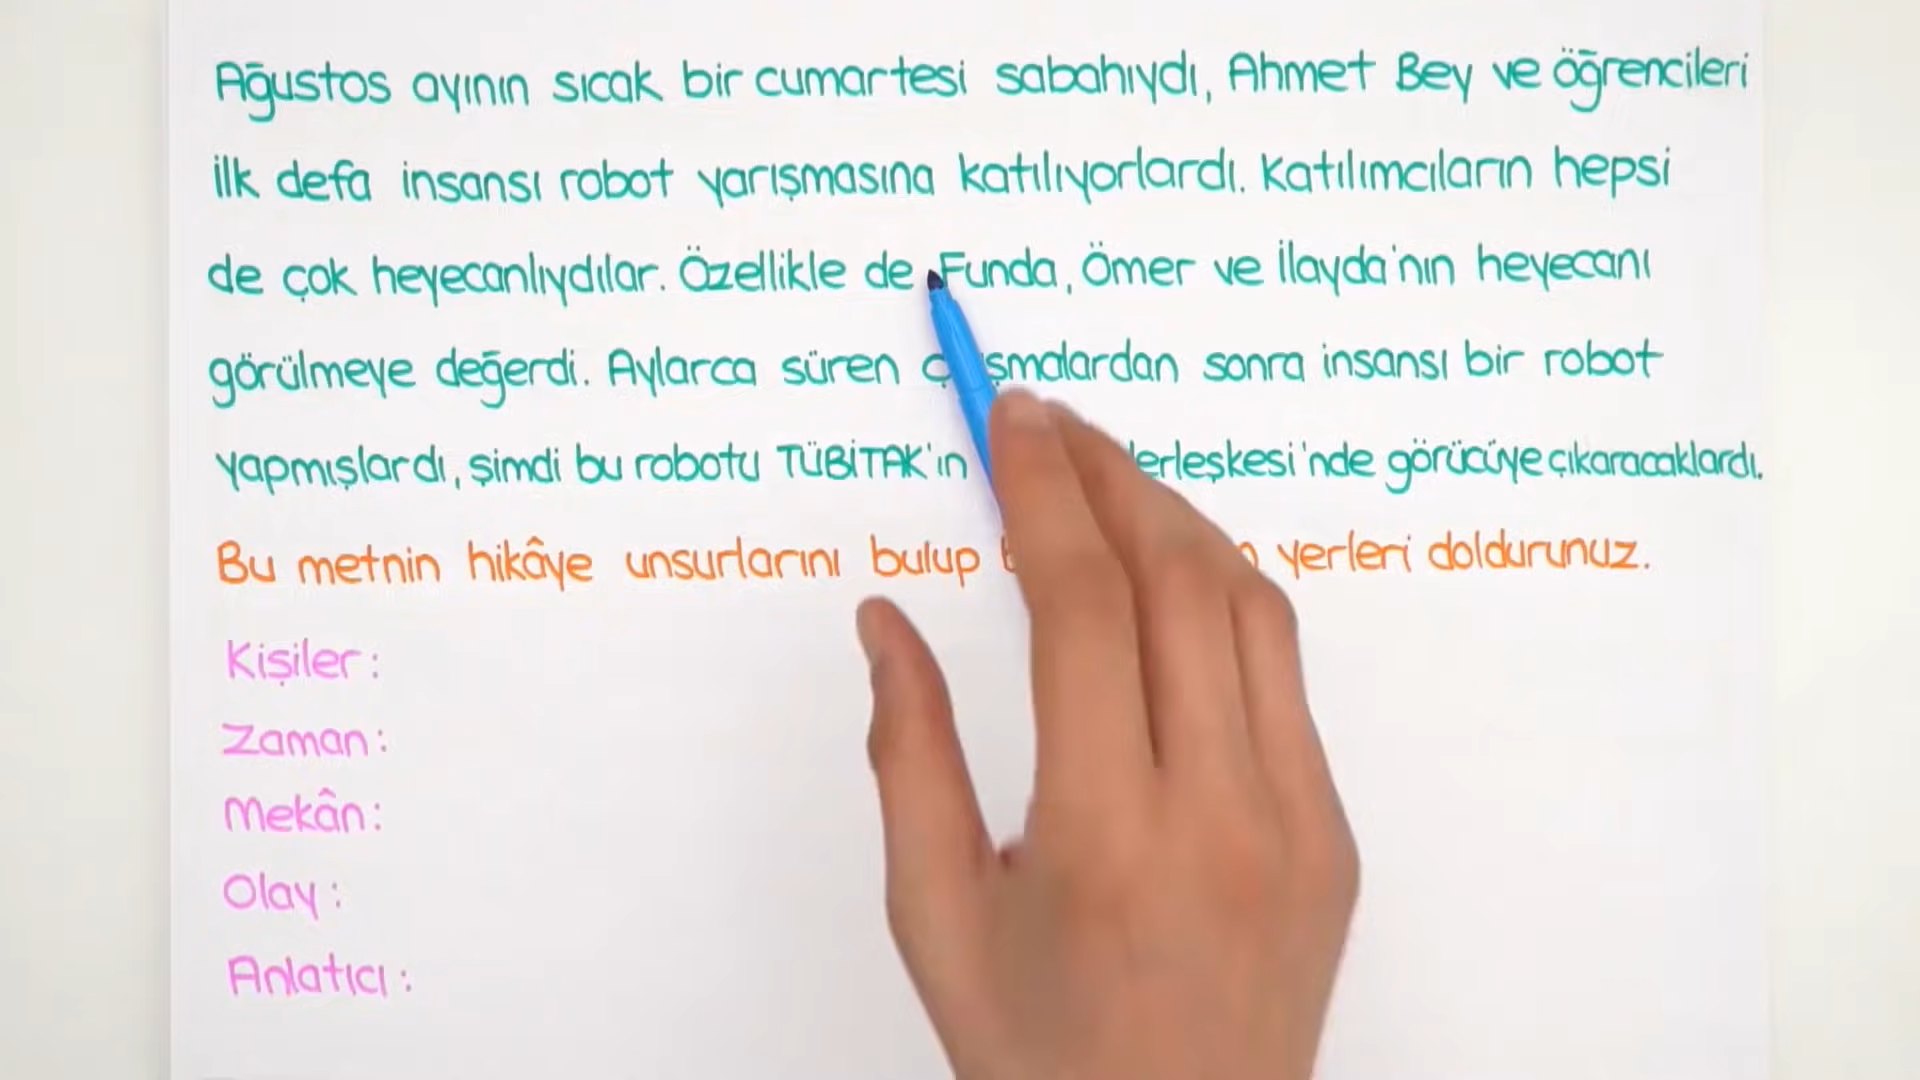 Ağustos ayının sıcak bir cumartesi sabahıydı, Ahmet Bey ve öğrencileri
ilk defa insansı robot yarışmasına katılıyorlardı. Katılımcıların hepsi
de çok heyecanlıydılar. Özellikle de Funda, Ömer ve İlayda'nın heyecanı
görülmeye değerdi. Aylarca süren sonra insansı bir robot
yapmışlardı, şimdi bu robotu TÜBİTAK'ın görücüye çıkaracaklardı.
Bu metnin hikâye unsurlarını bulup yerleri doldurunuz.
Kişiler:
Zaman:
Mekân:
Olay:
Anlatıcı: